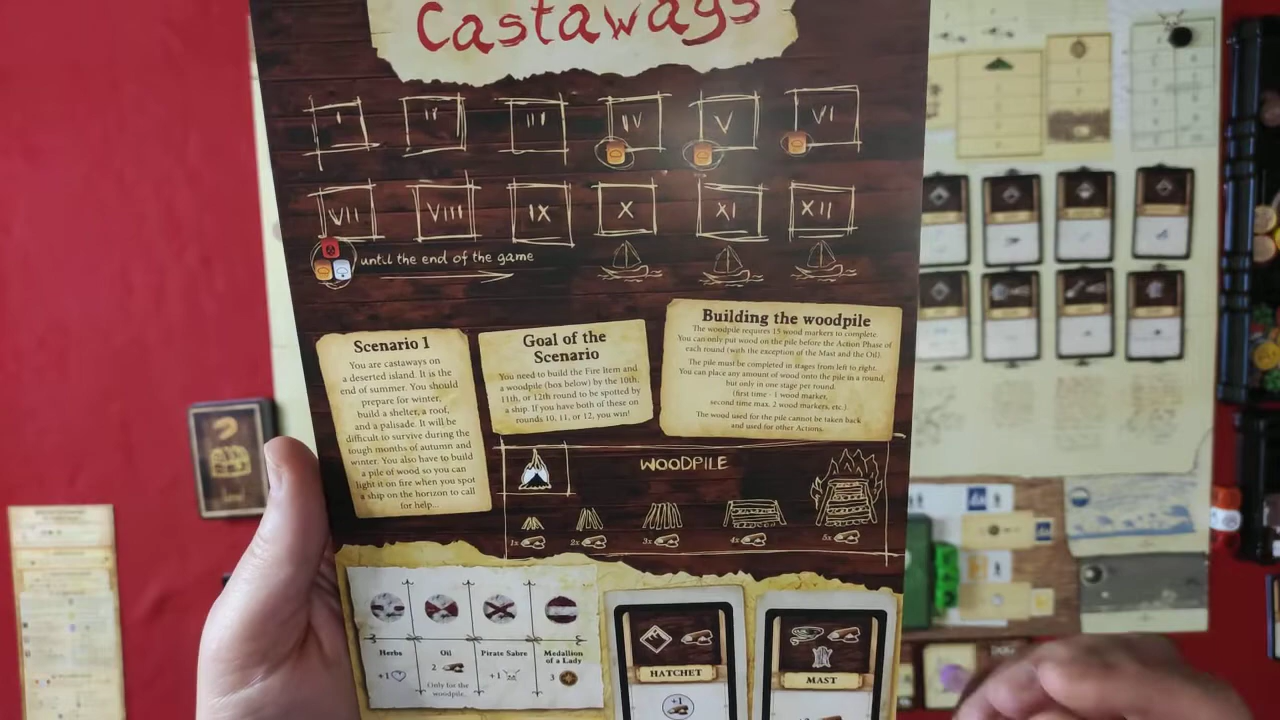 Castaways
I II III IV V VI
VII VIII IX X XI XII
until the end of the game
Scenario 1
You are castaways on
a deserted island. It is the
end of summer. You should
prepare for winter,
build a shelter, a roof,
and a palisade. It will be
difficult to survive during the
tough months of autumn and
winter. You also have to build
a pile of wood so you can
light it on fire when you spot
a ship on the horizon to call
for help...
Goal of the
Scenario
You need to build the Fire Item and
a woodpile (box below) by the 10th,
11th, or 12th round to be spotted by
a ship. If you have both of these on
rounds 10, 11, or 12, you win!
Building the woodpile
The woodpile requires 15 wood markers to complete.
You can only put wood on the pile before the Action Phase of
each round (with the exception of the Mast and the Oil).
The pile must be completed in stages from left to right.
You can place any amount of wood onto the pile in a round,
but only in one stage per round.
(first time - 1 wood marker,
second time max. 2 wood markers, etc.).
The wood used for the pile cannot be taken back
and used for other Actions.
WOODPILE
1x 2x 3x 4x 5x
Herbs
+1
Oil
2
Only for the
woodpile.
Pirate Sabre
+1
Medallion
of a Lady
3
HATCHET
+1
MAST